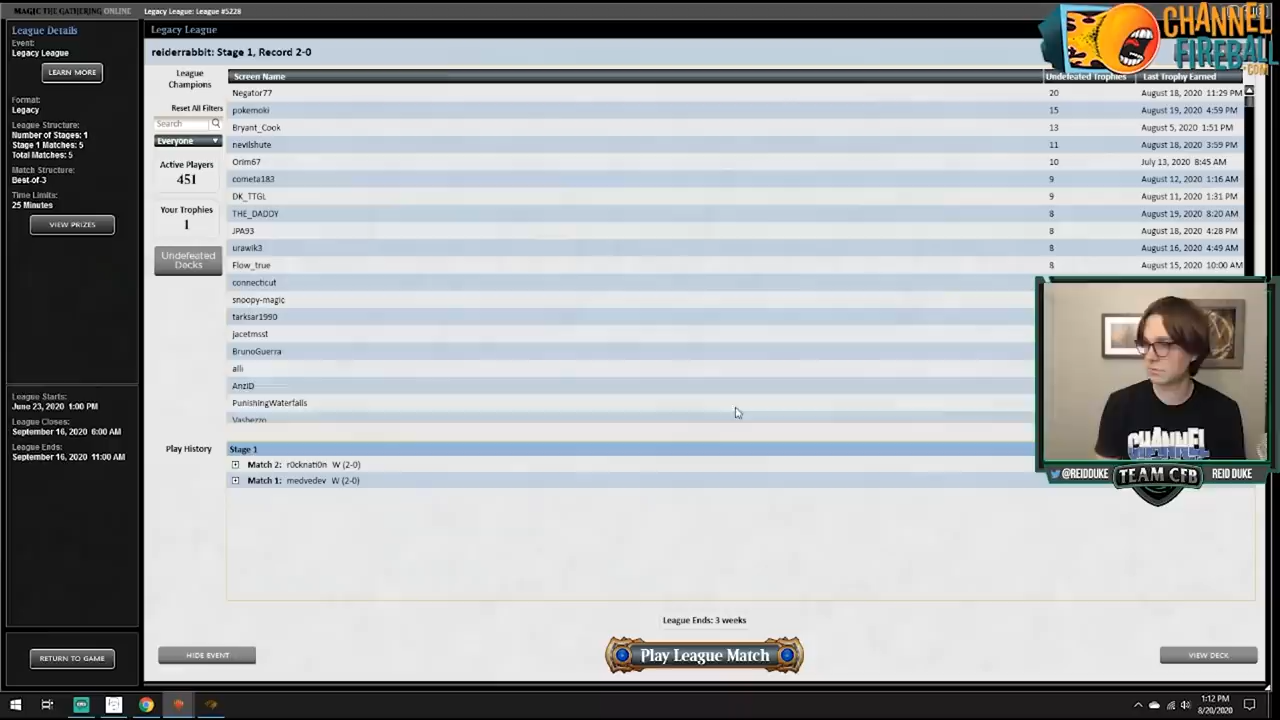 MAGIC THE GATHERING ONLINE
Legacy League: League #5228
CHANNEL
FIREBALL
.COM
League Details
Event:
Legacy League
LEARN MORE
Format:
Legacy
League Structure:
Number of Stages: 1
Stage 1 Matches: 5
Total Matches: 5
Match Structure:
Best-of-3
Time Limits:
25 Minutes
VIEW PRIZES
League Starts:
June 23, 2020 1:00 PM
League Closes:
September 16, 2020 6:00 AM
League Ends:
September 16, 2020 11:00 AM
RETURN TO GAME
Legacy League
reiderrabbit: Stage 1, Record 2-0
League
Champions
Reset All Filters
Search
Everyone
Active Players
451
Your Trophies
1
Undefeated
Decks
Screen Name Undefeated Trophies Last Trophy Earned
Negator77 20 August 18, 2020 11:29 PM
pokemoki 15 August 19, 2020 4:59 PM
Bryant_Cook 13 August 5, 2020 1:51 PM
nevilshute 11 August 18, 2020 3:59 PM
Orim67 10 July 13, 2020 8:45 AM
cometa183 9 August 12, 2020 1:16 AM
DK_TTGL 9 August 11, 2020 1:31 PM
THE_DADDY 8 August 19, 2020 8:20 AM
JPA93 8 August 18, 2020 4:28 PM
urawik3 8 August 16, 2020 4:49 AM
Flow_true 8 August 15, 2020 10:00 AM
connecticut
snoopy-magic
tarksar1990
jacetmsst
BrunoGuerra
alli
AnziD
PunishingWaterfalls
Play History
Stage 1
Match 2: r0cknati0n W (2-0)
Match 1: medvedev W (2-0)
CHANNEL
@REIDDUKE
TEAM CFB
REID DUKE
League Ends: 3 weeks
HIDE EVENT
Play League Match
VIEW DECK
1:12 PM
8/20/2020